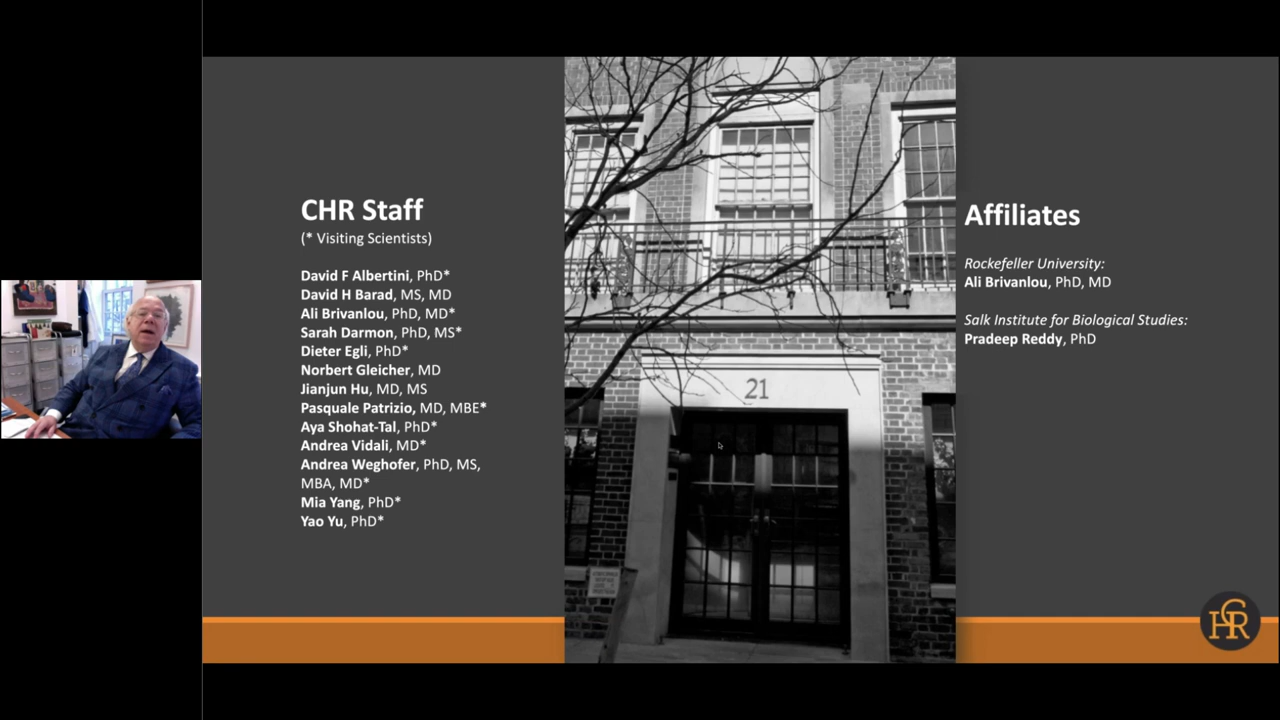 CHR Staff
(* Visiting Scientists)
David F Albertini, PhD*
David H Barad, MS, MD
Ali Brivanlou, PhD, MD*
Sarah Darmon, PhD, MS*
Dieter Egli, PhD*
Norbert Gleicher, MD
Jianjun Hu, MD, MS
Pasquale Patrizio, MD, MBE*
Aya Shohat-Tal, PhD*
Andrea Vidali, MD*
Andrea Weghofer, PhD, MS,
MBA, MD*
Mia Yang, PhD*
Yao Yu, PhD*
21
Affiliates
Rockefeller University:
Ali Brivanlou, PhD, MD
Salk Institute for Biological Studies:
Pradeep Reddy, PhD
CHR